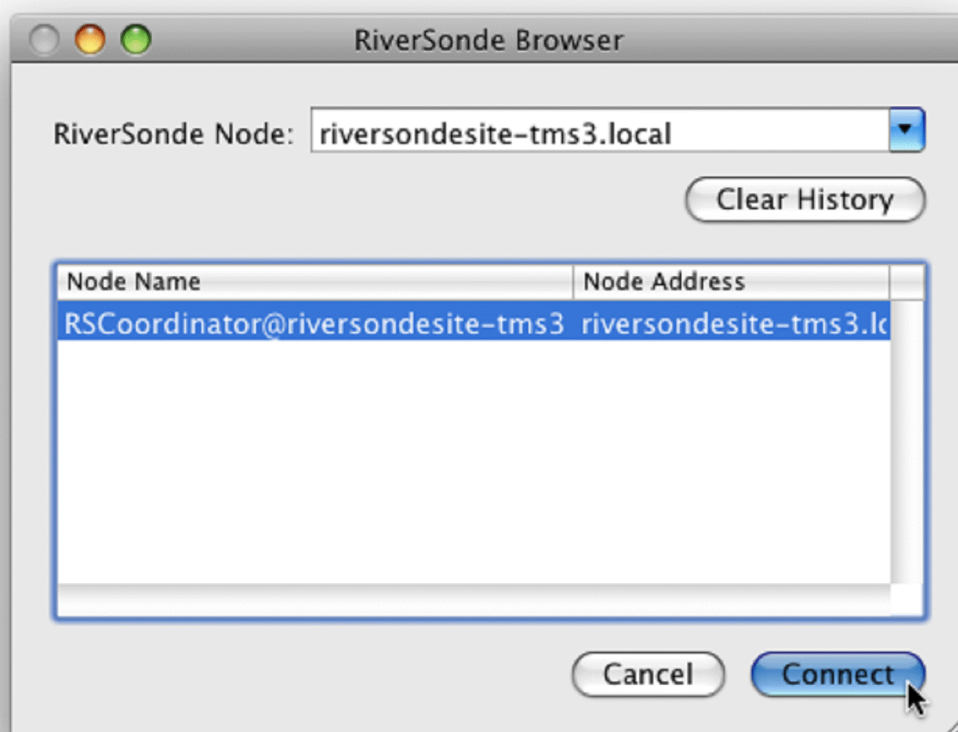 RiverSonde Browser
RiverSonde Node: riversondesite-tms3.local
Clear History
Node Name Node Address
RSCoordinator@riversondesite-tms3 riversondesite-tms3.lc
Cancel Connect